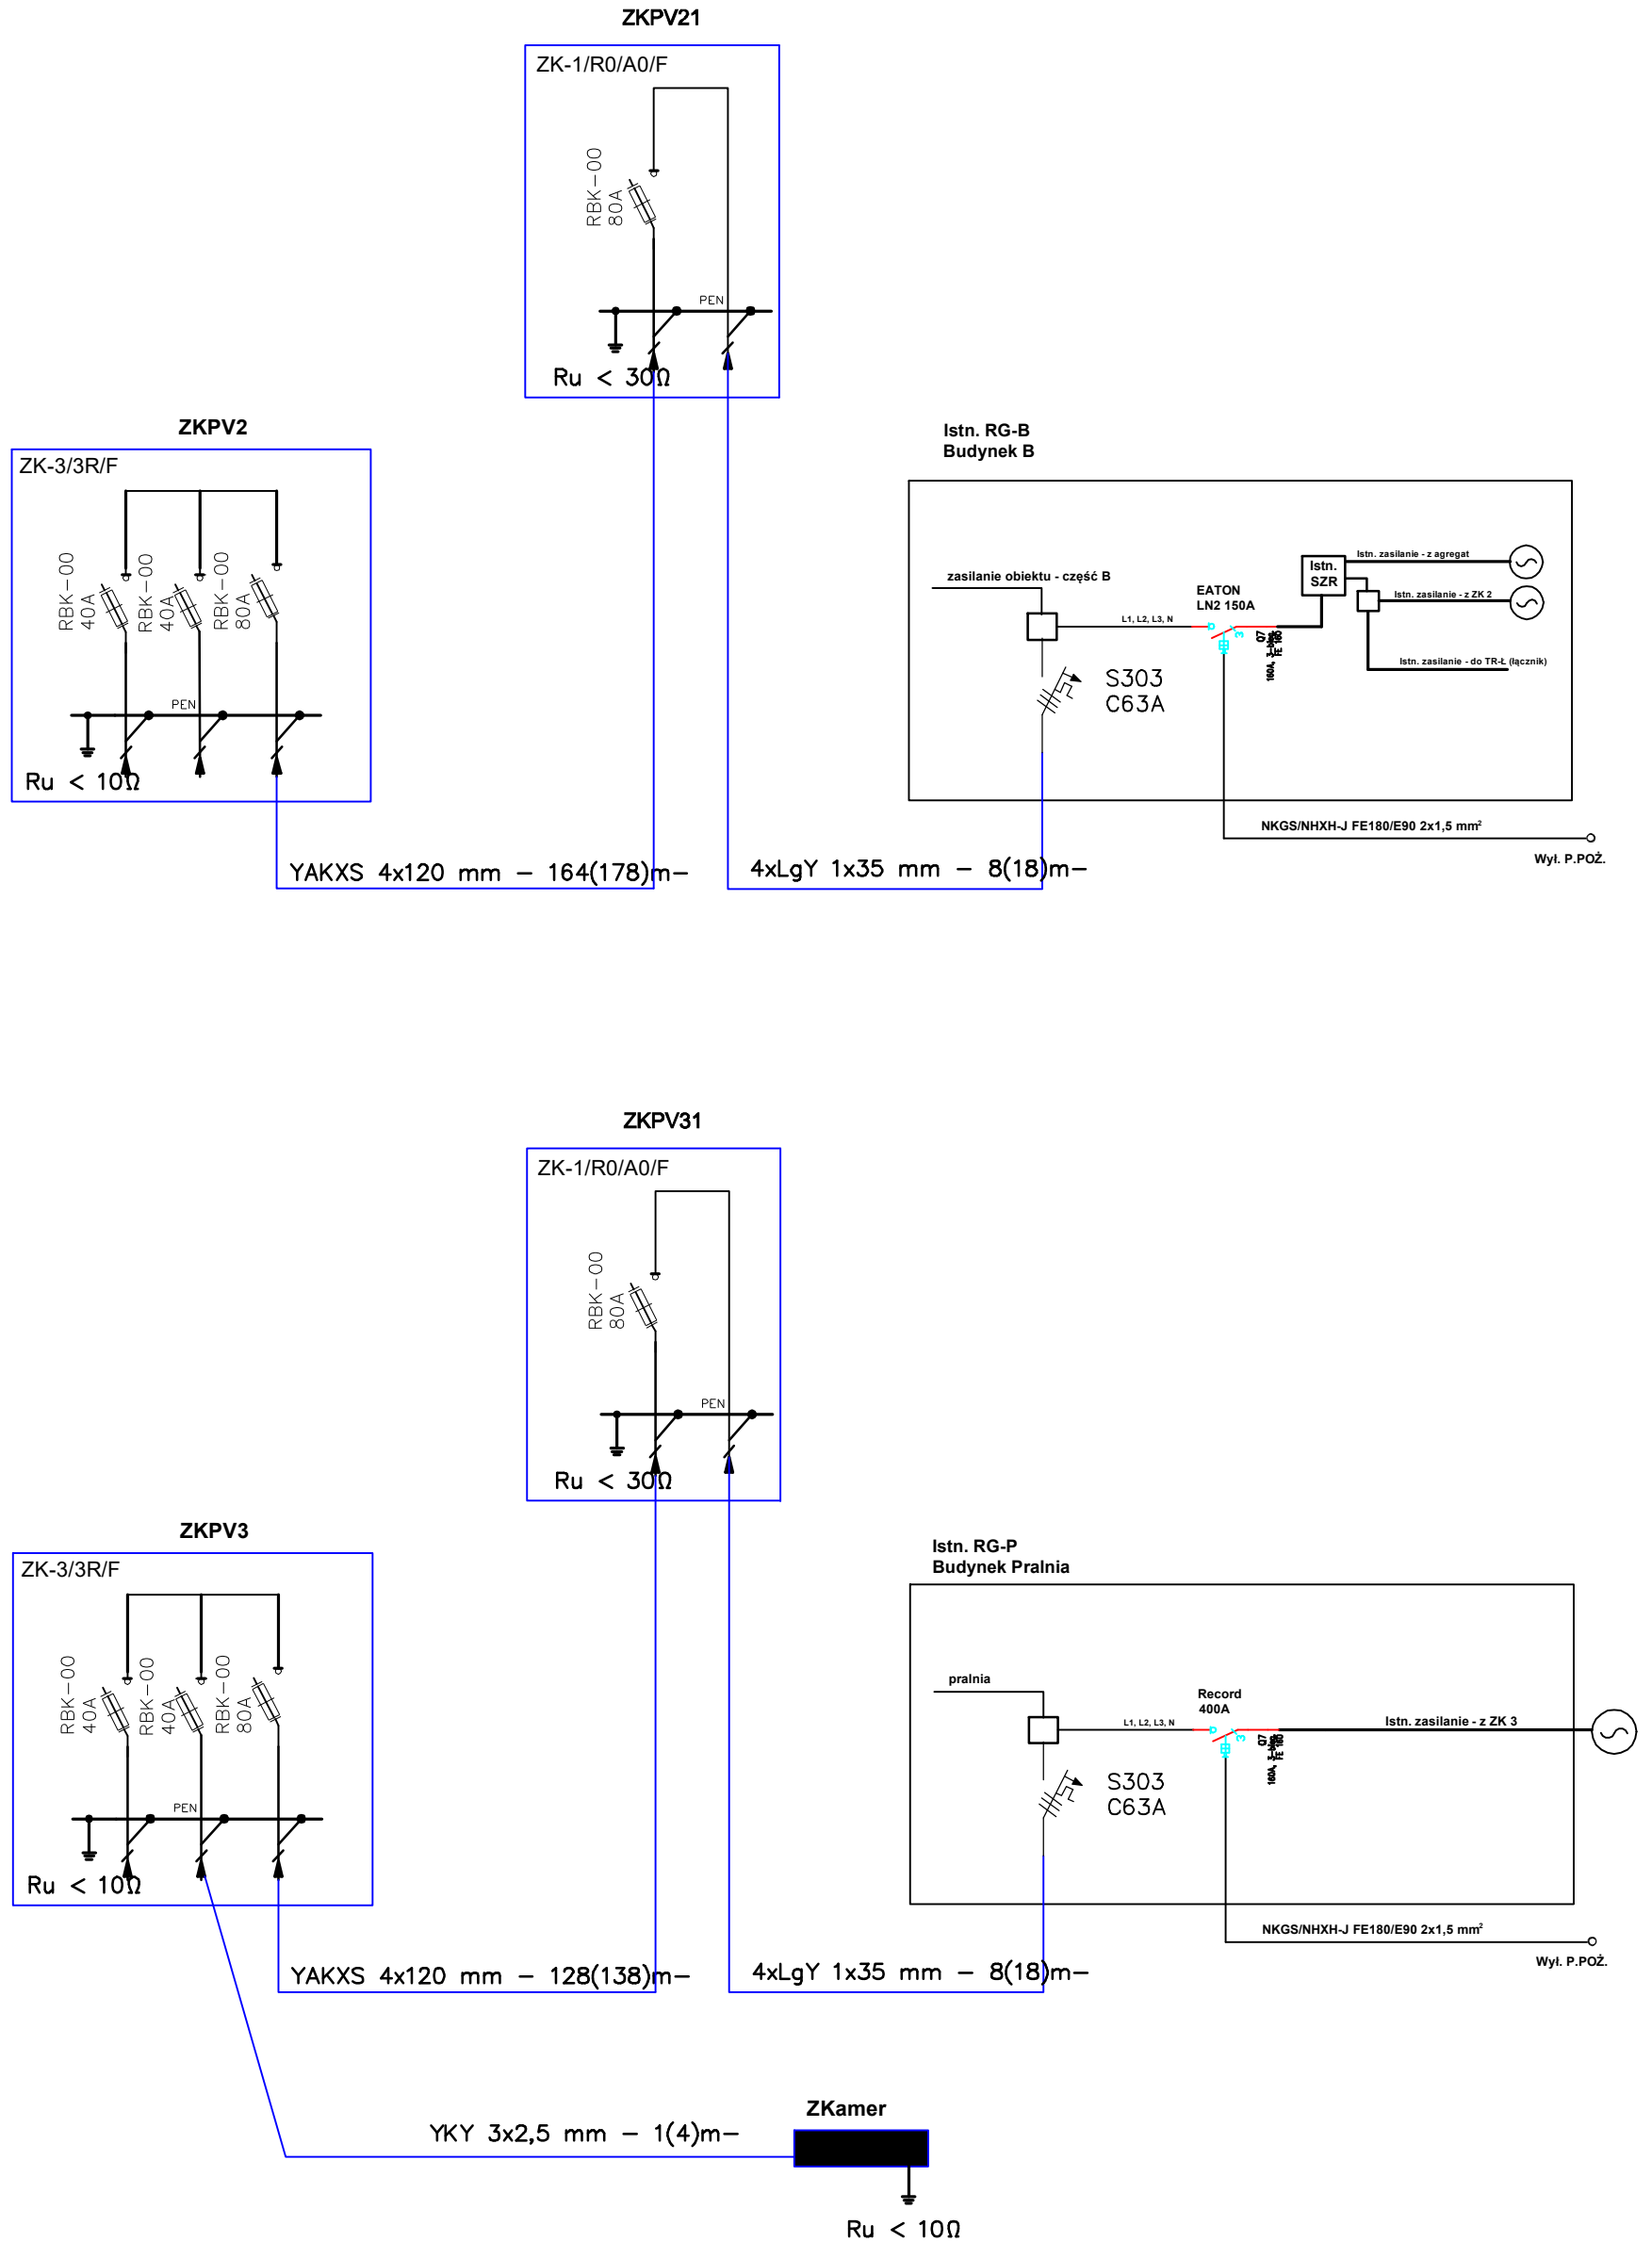 ZKPV21
ZK-1/R0/A0/F
RBK-00
80A
PEN
Ru < 30Ω
ZKPV2
ZK-3/3R/F
RBK-00
40A
RBK-00
40A
RBK-00
80A
PEN
Ru < 10Ω
YAKXS 4x120 mm - 164(178)m-
4xLgY 1x35 mm - 8(18)m-
Istn. RG-B
Budynek B
zasilanie obiektu - część B
L1, L2, L3, N
EATON
LN2 150A
Q7
Istn.
SZR
Istn. zasilanie - z agregat
Istn. zasilanie - z ZK 2
Istn. zasilanie - do TR-Ł (łącznik)
S303
C63A
NKGS/NHXH-J FE180/E90 2x1,5 mm²
Wył. P.POŻ.
ZKPV31
ZK-1/R0/A0/F
RBK-00
80A
PEN
Ru < 30Ω
ZKPV3
ZK-3/3R/F
RBK-00
40A
RBK-00
40A
RBK-00
80A
PEN
Ru < 10Ω
YAKXS 4x120 mm - 128(138)m-
4xLgY 1x35 mm - 8(18)m-
Istn. RG-P
Budynek Pralnia
pralnia
L1, L2, L3, N
Record
400A
Q7
Istn. zasilanie - z ZK 3
S303
C63A
NKGS/NHXH-J FE180/E90 2x1,5 mm²
Wył. P.POŻ.
YKY 3x2,5 mm - 1(4)m-
ZKamer
Ru < 10Ω